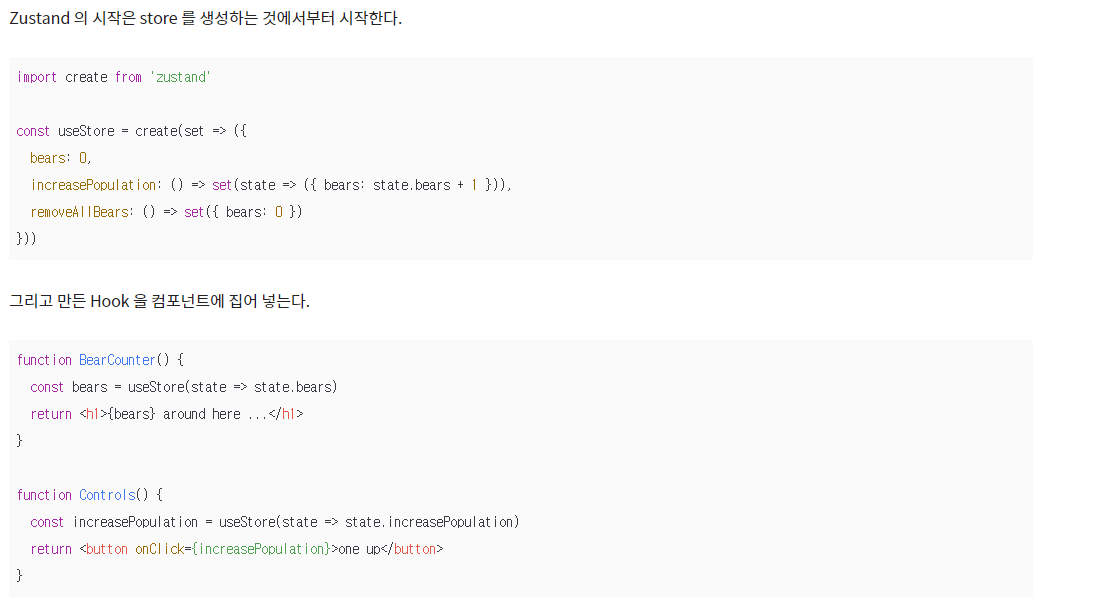 Zustand 의 시작은 store 를 생성하는 것에서부터 시작한다.
import create from 'zustand'
const useStore = create(set => ({
  bears: 0,
  increasePopulation: () => set(state => ({ bears: state.bears + 1 })),
  removeAllBears: () => set({ bears: 0 })
}))
그리고 만든 Hook 을 컴포넌트에 집어 넣는다.
function BearCounter() {
  const bears = useStore(state => state.bears)
  return <h1>{bears} around here ...</h1>
}
function Controls() {
  const increasePopulation = useStore(state => state.increasePopulation)
  return <button onClick={increasePopulation}>one up</button>
}